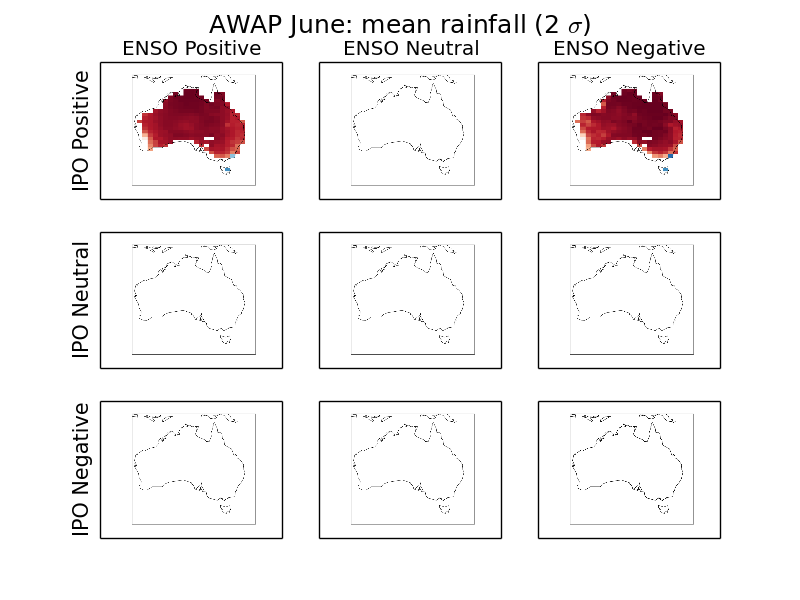 AWAP June: mean rainfall (2 σ)
ENSO Positive
ENSO Neutral
ENSO Negative
IPO Positive
IPO Neutral
IPO Negative